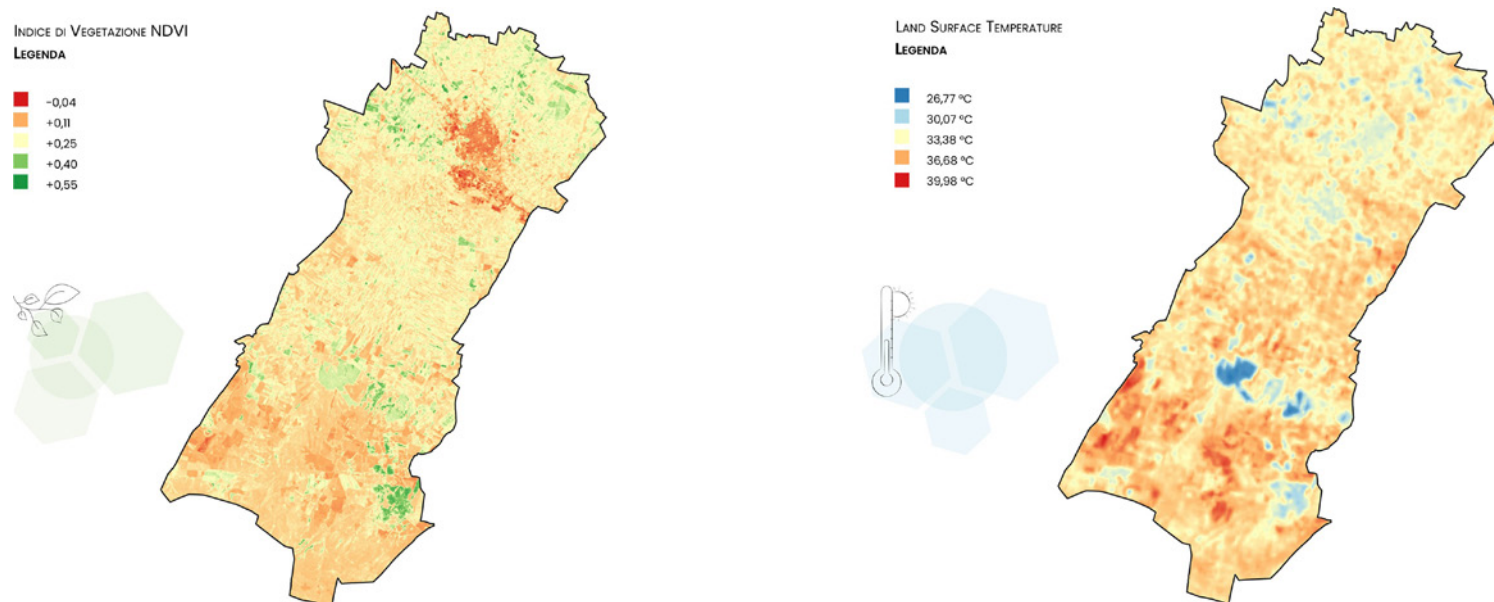 Indice di Vegetazione NDVI
Legenda
-0,04
+0,11
+0,25
+0,40
+0,55
Land Surface Temperature
Legenda
26,77 °C
30,07 °C
33,38 °C
36,68 °C
39,98 °C